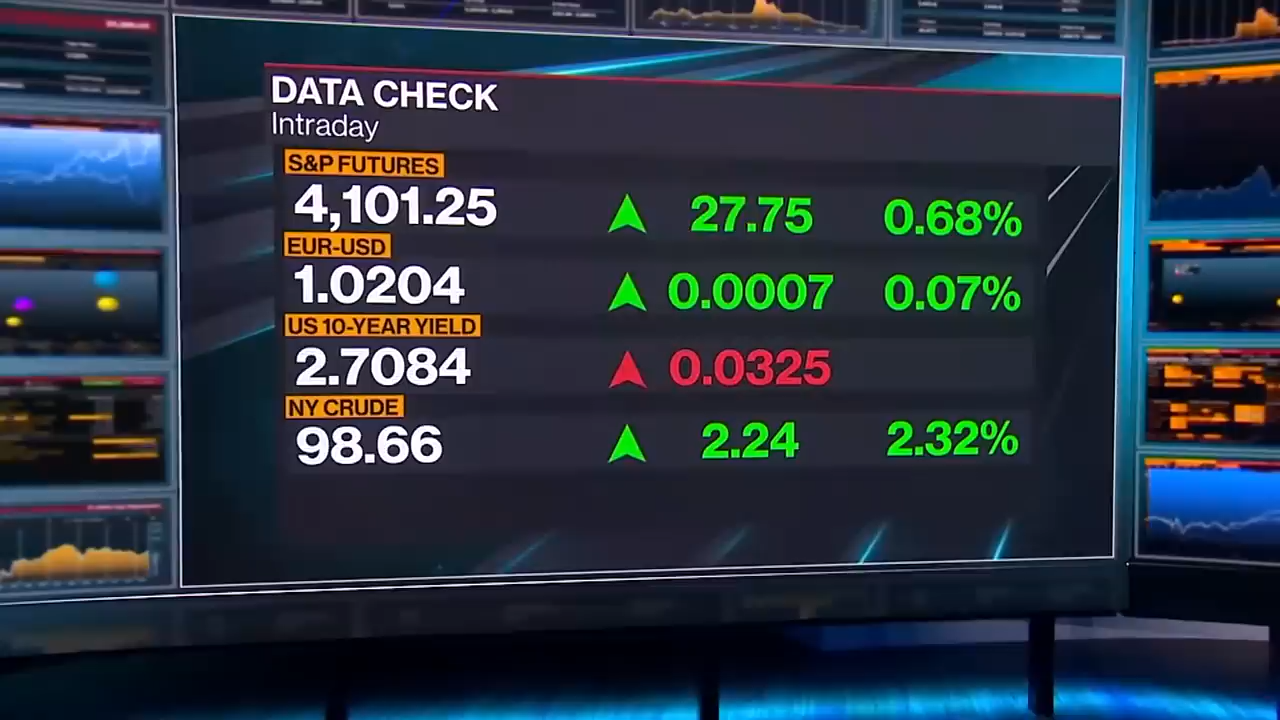 DATA CHECK
Intraday
S&P FUTURES
4,101.25 27.75 0.68%
EUR-USD
1.0204 0.0007 0.07%
US 10-YEAR YIELD
2.7084 0.0325
NY CRUDE
98.66 2.24 2.32%